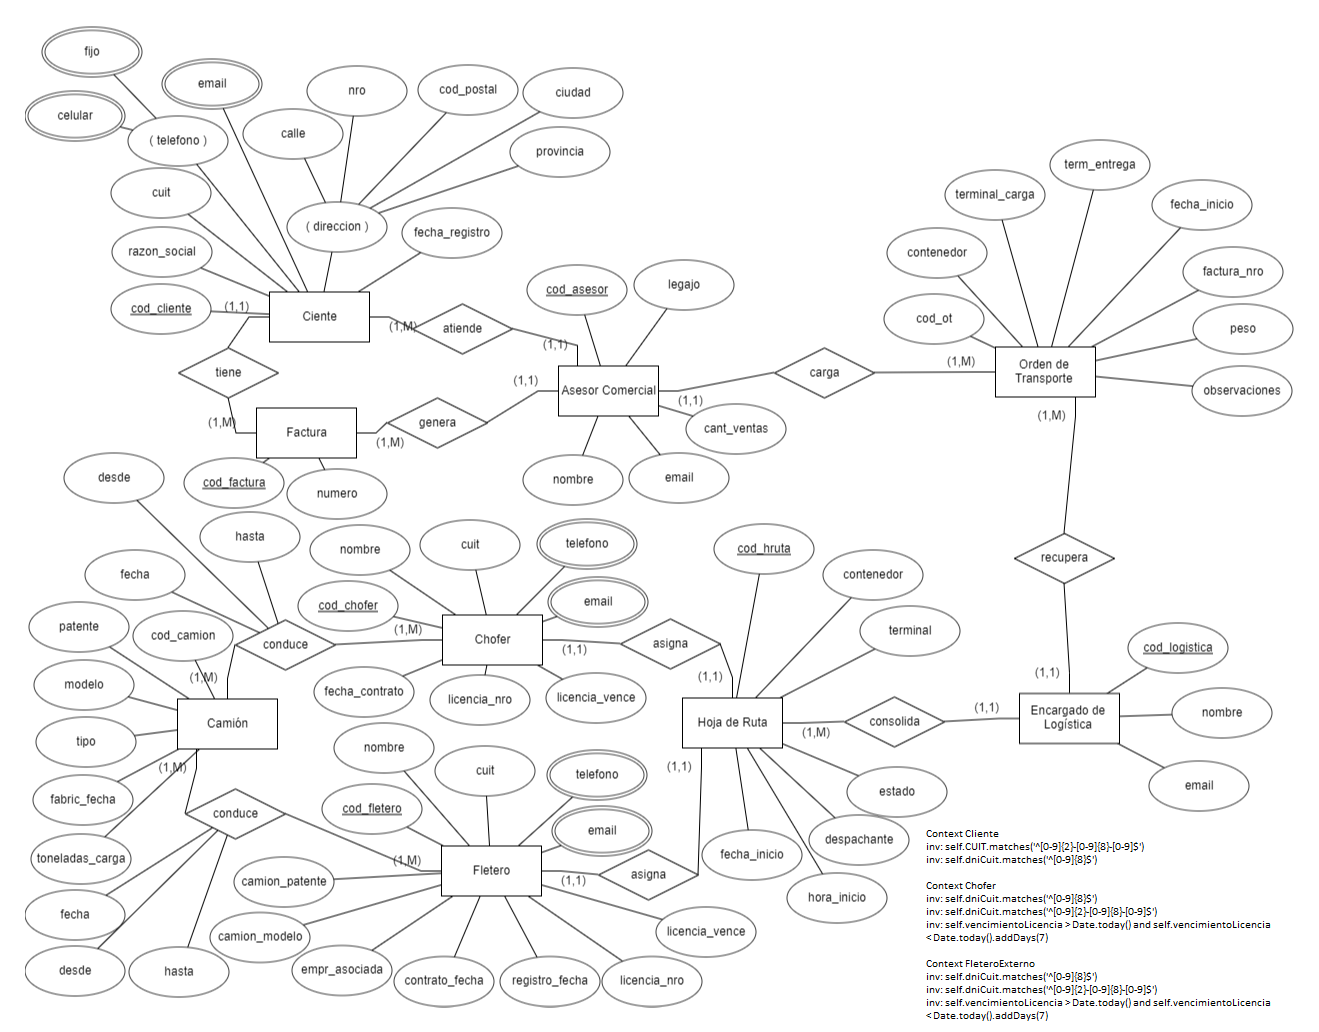 fijo
email
nro
cod_postal
ciudad
celular
( telefono )
calle
provincia
cuit
( direccion )
fecha_registro
razon_social
cod_cliente
(1,1)
Ciente
(1,M)
atiende
(1,1)
cod_asesor
legajo
tiene
(1,M)
Factura
(1,M)
genera
(1,1)
Asesor Comercial
(1,1)
cant_ventas
nombre
email
cod_factura
numero
carga
(1,M)
term_entrega
terminal_carga
fecha_inicio
contenedor
factura_nro
cod_ot
peso
Orden de
Transporte
observaciones
(1,M)
recupera
(1,1)
desde
hasta
fecha
patente
cod_camion
conduce
(1,M)
(1,M)
modelo
Camión
tipo
(1,M)
fabric_fecha
toneladas_carga
conduce
(1,M)
fecha
desde
hasta
nombre
cuit
telefono
email
cod_chofer
Chofer
(1,1)
asigna
(1,1)
fecha_contrato
licencia_nro
licencia_vence
nombre
cuit
telefono
cod_fletero
email
Fletero
(1,1)
asigna
(1,1)
camion_patente
camion_modelo
empr_asociada
contrato_fecha
registro_fecha
licencia_nro
licencia_vence
cod_hruta
contenedor
terminal
Hoja de Ruta
(1,M)
consolida
(1,1)
estado
despachante
fecha_inicio
hora_inicio
cod_logistica
Encargado de
Logística
nombre
email
Context Cliente
inv: self.CUIT.matches('^[0-9]{2}-[0-9]{8}-[0-9]$')
inv: self.dniCuit.matches('^[0-9]{8}$')
Context Chofer
inv: self.dniCuit.matches('^[0-9]{8}$')
inv: self.dniCuit.matches('^[0-9]{2}-[0-9]{8}-[0-9]$')
inv: self.vencimientoLicencia > Date.today() and self.vencimientoLicencia
< Date.today().addDays(7)
Context FleteroExterno
inv: self.dniCuit.matches('^[0-9]{8}$')
inv: self.dniCuit.matches('^[0-9]{2}-[0-9]{8}-[0-9]$')
inv: self.vencimientoLicencia > Date.today() and self.vencimientoLicencia
< Date.today().addDays(7)